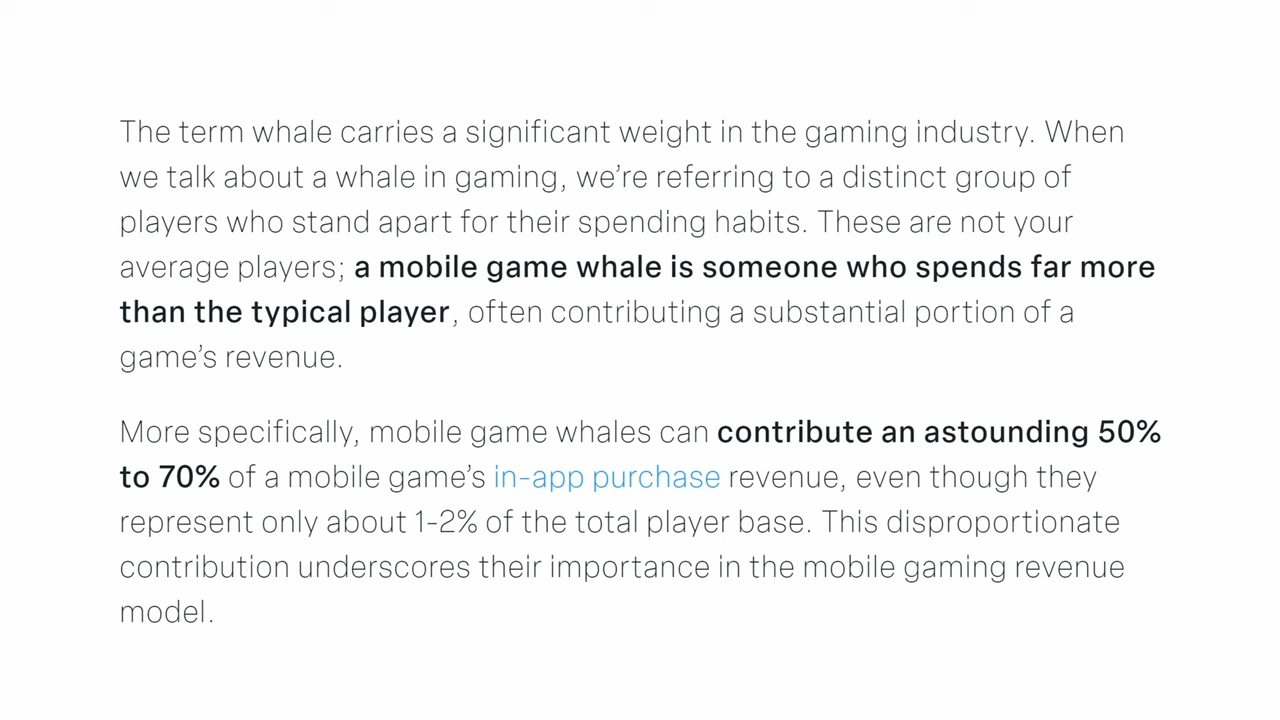 The term whale carries a significant weight in the gaming industry. When
we talk about a whale in gaming, we’re referring to a distinct group of
players who stand apart for their spending habits. These are not your
average players; a mobile game whale is someone who spends far more
than the typical player, often contributing a substantial portion of a
game’s revenue.
More specifically, mobile game whales can contribute an astounding 50%
to 70% of a mobile game’s in-app purchase revenue, even though they
represent only about 1-2% of the total player base. This disproportionate
contribution underscores their importance in the mobile gaming revenue
model.